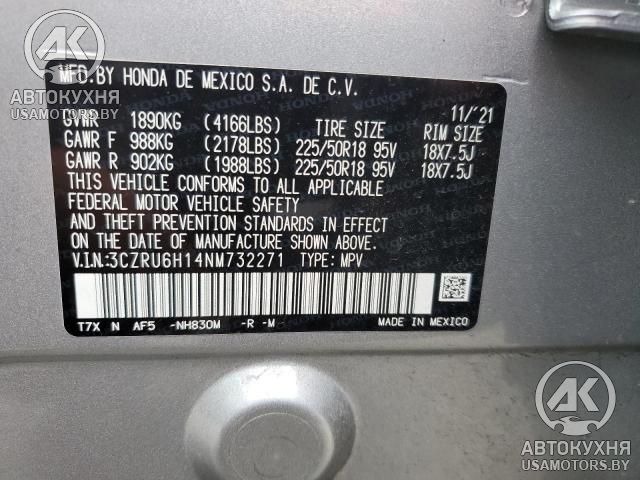 AK
АВТОКУХНЯ
USAMOTORS.BY
MFD. BY HONDA DE MEXICO S.A. DE C.V.
11/'21
GVWR 1890KG (4166LBS) TIRE SIZE RIM SIZE
GAWR F 988KG (2178LBS) 225/50R18 95V 18X7.5J
GAWR R 902KG (1988LBS) 225/50R18 95V 18X7.5J
THIS VEHICLE CONFORMS TO ALL APPLICABLE
FEDERAL MOTOR VEHICLE SAFETY
AND THEFT PREVENTION STANDARDS IN EFFECT
ON THE DATE OF MANUFACTURE SHOWN ABOVE.
V.I.N.:3CZRU6H14NM732271 TYPE: MPV
T7X N AF5 -NH830M -R -M MADE IN MEXICO
AK
АВТОКУХНЯ
USAMOTORS.BY